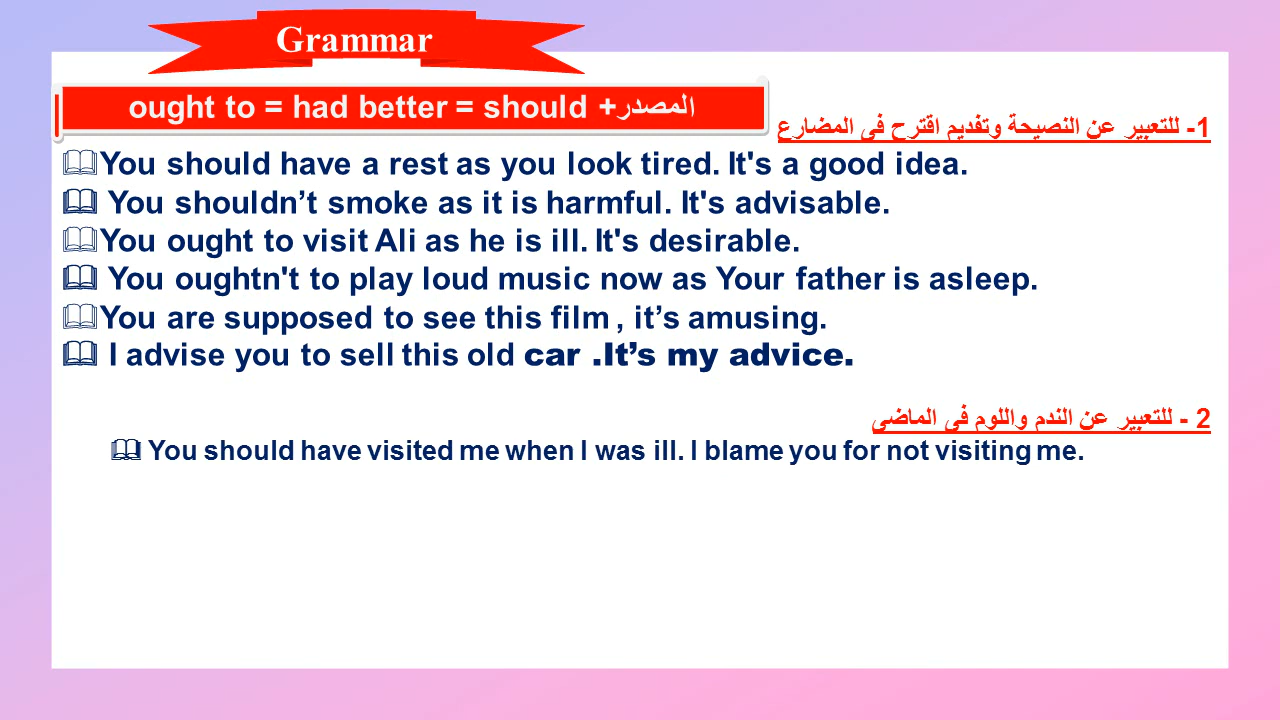 Grammar
ought to = had better = should +المصدر
1- للتعبير عن النصيحة وتقديم اقترح فى المضارع
🕮You should have a rest as you look tired. It's a good idea.
🕮 You shouldn’t smoke as it is harmful. It's advisable.
🕮You ought to visit Ali as he is ill. It's desirable.
🕮 You oughtn't to play loud music now as Your father is asleep.
🕮You are supposed to see this film , it’s amusing.
🕮 I advise you to sell this old car .It’s my advice.
2 - للتعبير عن الندم واللوم فى الماضى
🕮 You should have visited me when I was ill. I blame you for not visiting me.